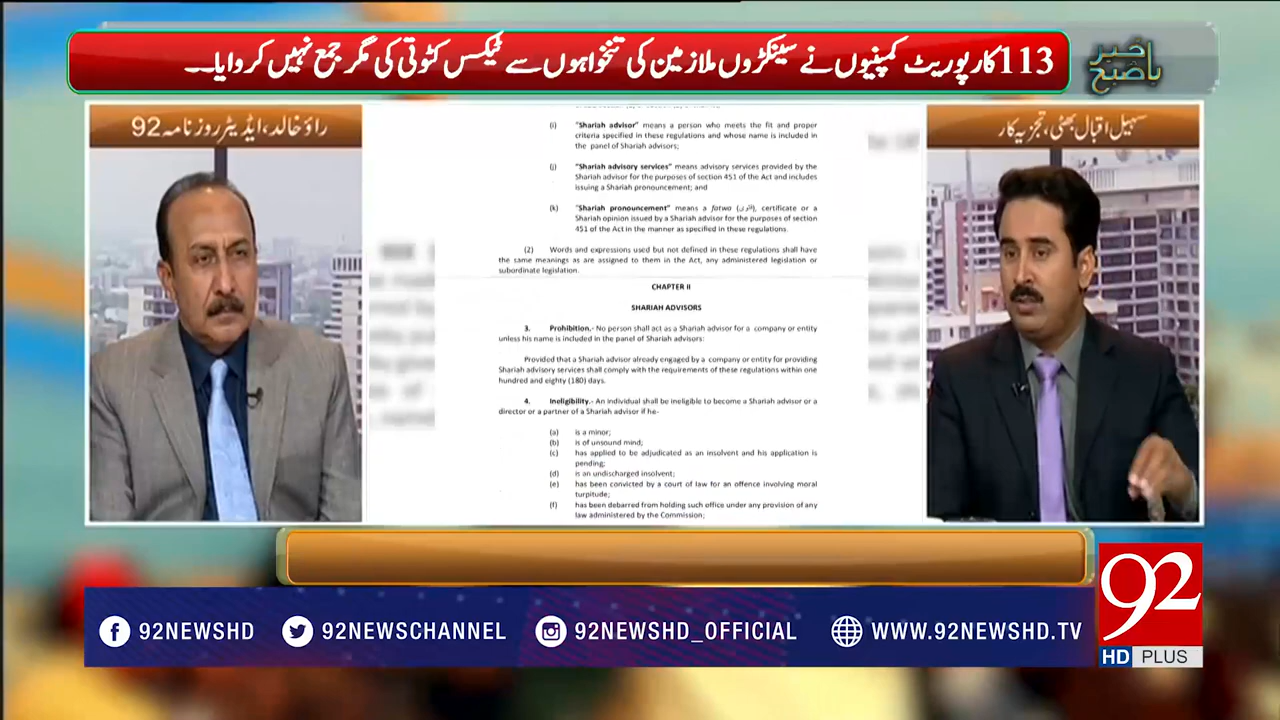 113 کارپوریٹ کمپنیوں نے سینکڑوں ملازمین کی تنخواہوں سے ٹیکس کٹوتی کی مگر جمع نہیں کروایا۔۔۔
باخبر
صبح
راؤ خالد، ایڈیٹر روزنامہ 92
سہیل اقبال بھٹی، تجزیہ کار
(i) "Shariah advisor" means a person who meets the fit and proper
criteria specified in these regulations and whose name is included in
the panel of Shariah advisors;
(j) "Shariah advisory services" means advisory services provided by the
Shariah advisor for the purposes of section 451 of the Act and includes
issuing a Shariah pronouncement; and
(k) "Shariah pronouncement" means a fatwa certificate or a
Shariah opinion issued by a Shariah advisor for the purposes of section
451 of the Act in the manner as specified in these regulations.
(2) Words and expressions used but not defined in these regulations shall have
the same meanings as are assigned to them in the Act, any administered legislation or
subordinate legislation.
CHAPTER II
SHARIAH ADVISORS
3. Prohibition.- No person shall act as a Shariah advisor for a company or entity
unless his name is included in the panel of Shariah advisors:
Provided that a Shariah advisor already engaged by a company or entity for providing
Shariah advisory services shall comply with the requirements of these regulations within one
hundred and eighty (180) days.
4. Ineligibility.- An individual shall be ineligible to become a Shariah advisor or a
director or a partner of a Shariah advisor if he-
(a) is a minor;
(b) is of unsound mind;
(c) has applied to be adjudicated as an insolvent and his application is
pending;
(d) is an undischarged insolvent;
(e) has been convicted by a court of law for an offence involving moral
turpitude;
(f) has been debarred from holding such office under any provision of any
law administered by the Commission;
92NEWSHD 92NEWSCHANNEL 92NEWSHD_OFFICIAL WWW.92NEWSHD.TV
92
HD PLUS